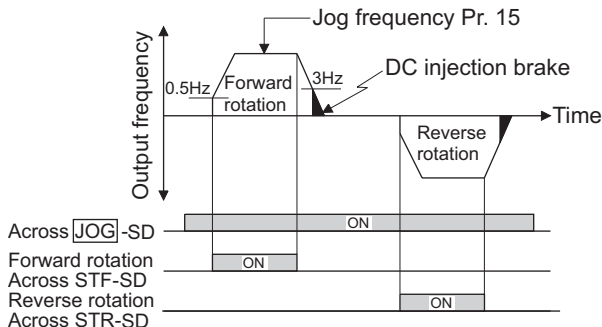 Jog frequency Pr. 15
Output frequency
0.5Hz
Forward
rotation
3Hz
DC injection brake
Time
Reverse
rotation
Across JOG -SD
ON
Forward rotation
Across STF-SD
ON
Reverse rotation
Across STR-SD
ON